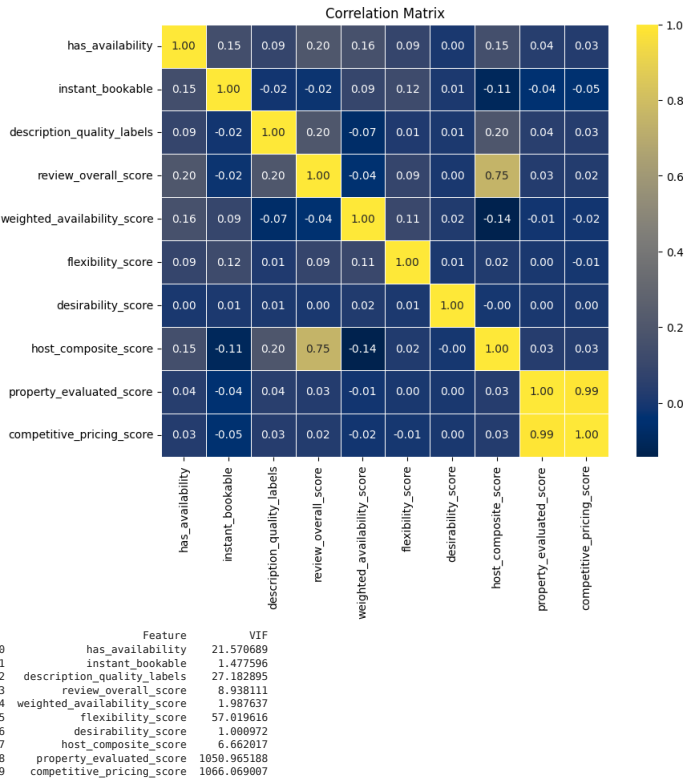 Correlation Matrix
has_availability 1.00 0.15 0.09 0.20 0.16 0.09 0.00 0.15 0.04 0.03
instant_bookable 0.15 1.00 -0.02 -0.02 0.09 0.12 0.01 -0.11 -0.04 -0.05
description_quality_labels 0.09 -0.02 1.00 0.20 -0.07 0.01 0.01 0.20 0.04 0.03
review_overall_score 0.20 -0.02 0.20 1.00 -0.04 0.09 0.00 0.75 0.03 0.02
weighted_availability_score 0.16 0.09 -0.07 -0.04 1.00 0.11 0.02 -0.14 -0.01 -0.02
flexibility_score 0.09 0.12 0.01 0.09 0.11 1.00 0.01 0.02 0.00 -0.01
desirability_score 0.00 0.01 0.01 0.00 0.02 0.01 1.00 -0.00 0.00 0.00
host_composite_score 0.15 -0.11 0.20 0.75 -0.14 0.02 -0.00 1.00 0.03 0.03
property_evaluated_score 0.04 -0.04 0.04 0.03 -0.01 0.00 0.00 0.03 1.00 0.99
competitive_pricing_score 0.03 -0.05 0.03 0.02 -0.02 -0.01 0.00 0.03 0.99 1.00
has_availability
instant_bookable
description_quality_labels
review_overall_score
weighted_availability_score
flexibility_score
desirability_score
host_composite_score
property_evaluated_score
competitive_pricing_score
1.0
0.8
0.6
0.4
0.2
0.0
Feature VIF
0 has_availability 21.570689
1 instant_bookable 1.477596
2 description_quality_labels 27.182895
3 review_overall_score 8.938111
4 weighted_availability_score 1.987637
5 flexibility_score 57.019616
6 desirability_score 1.000972
7 host_composite_score 6.662017
8 property_evaluated_score 1050.965188
9 competitive_pricing_score 1066.069007